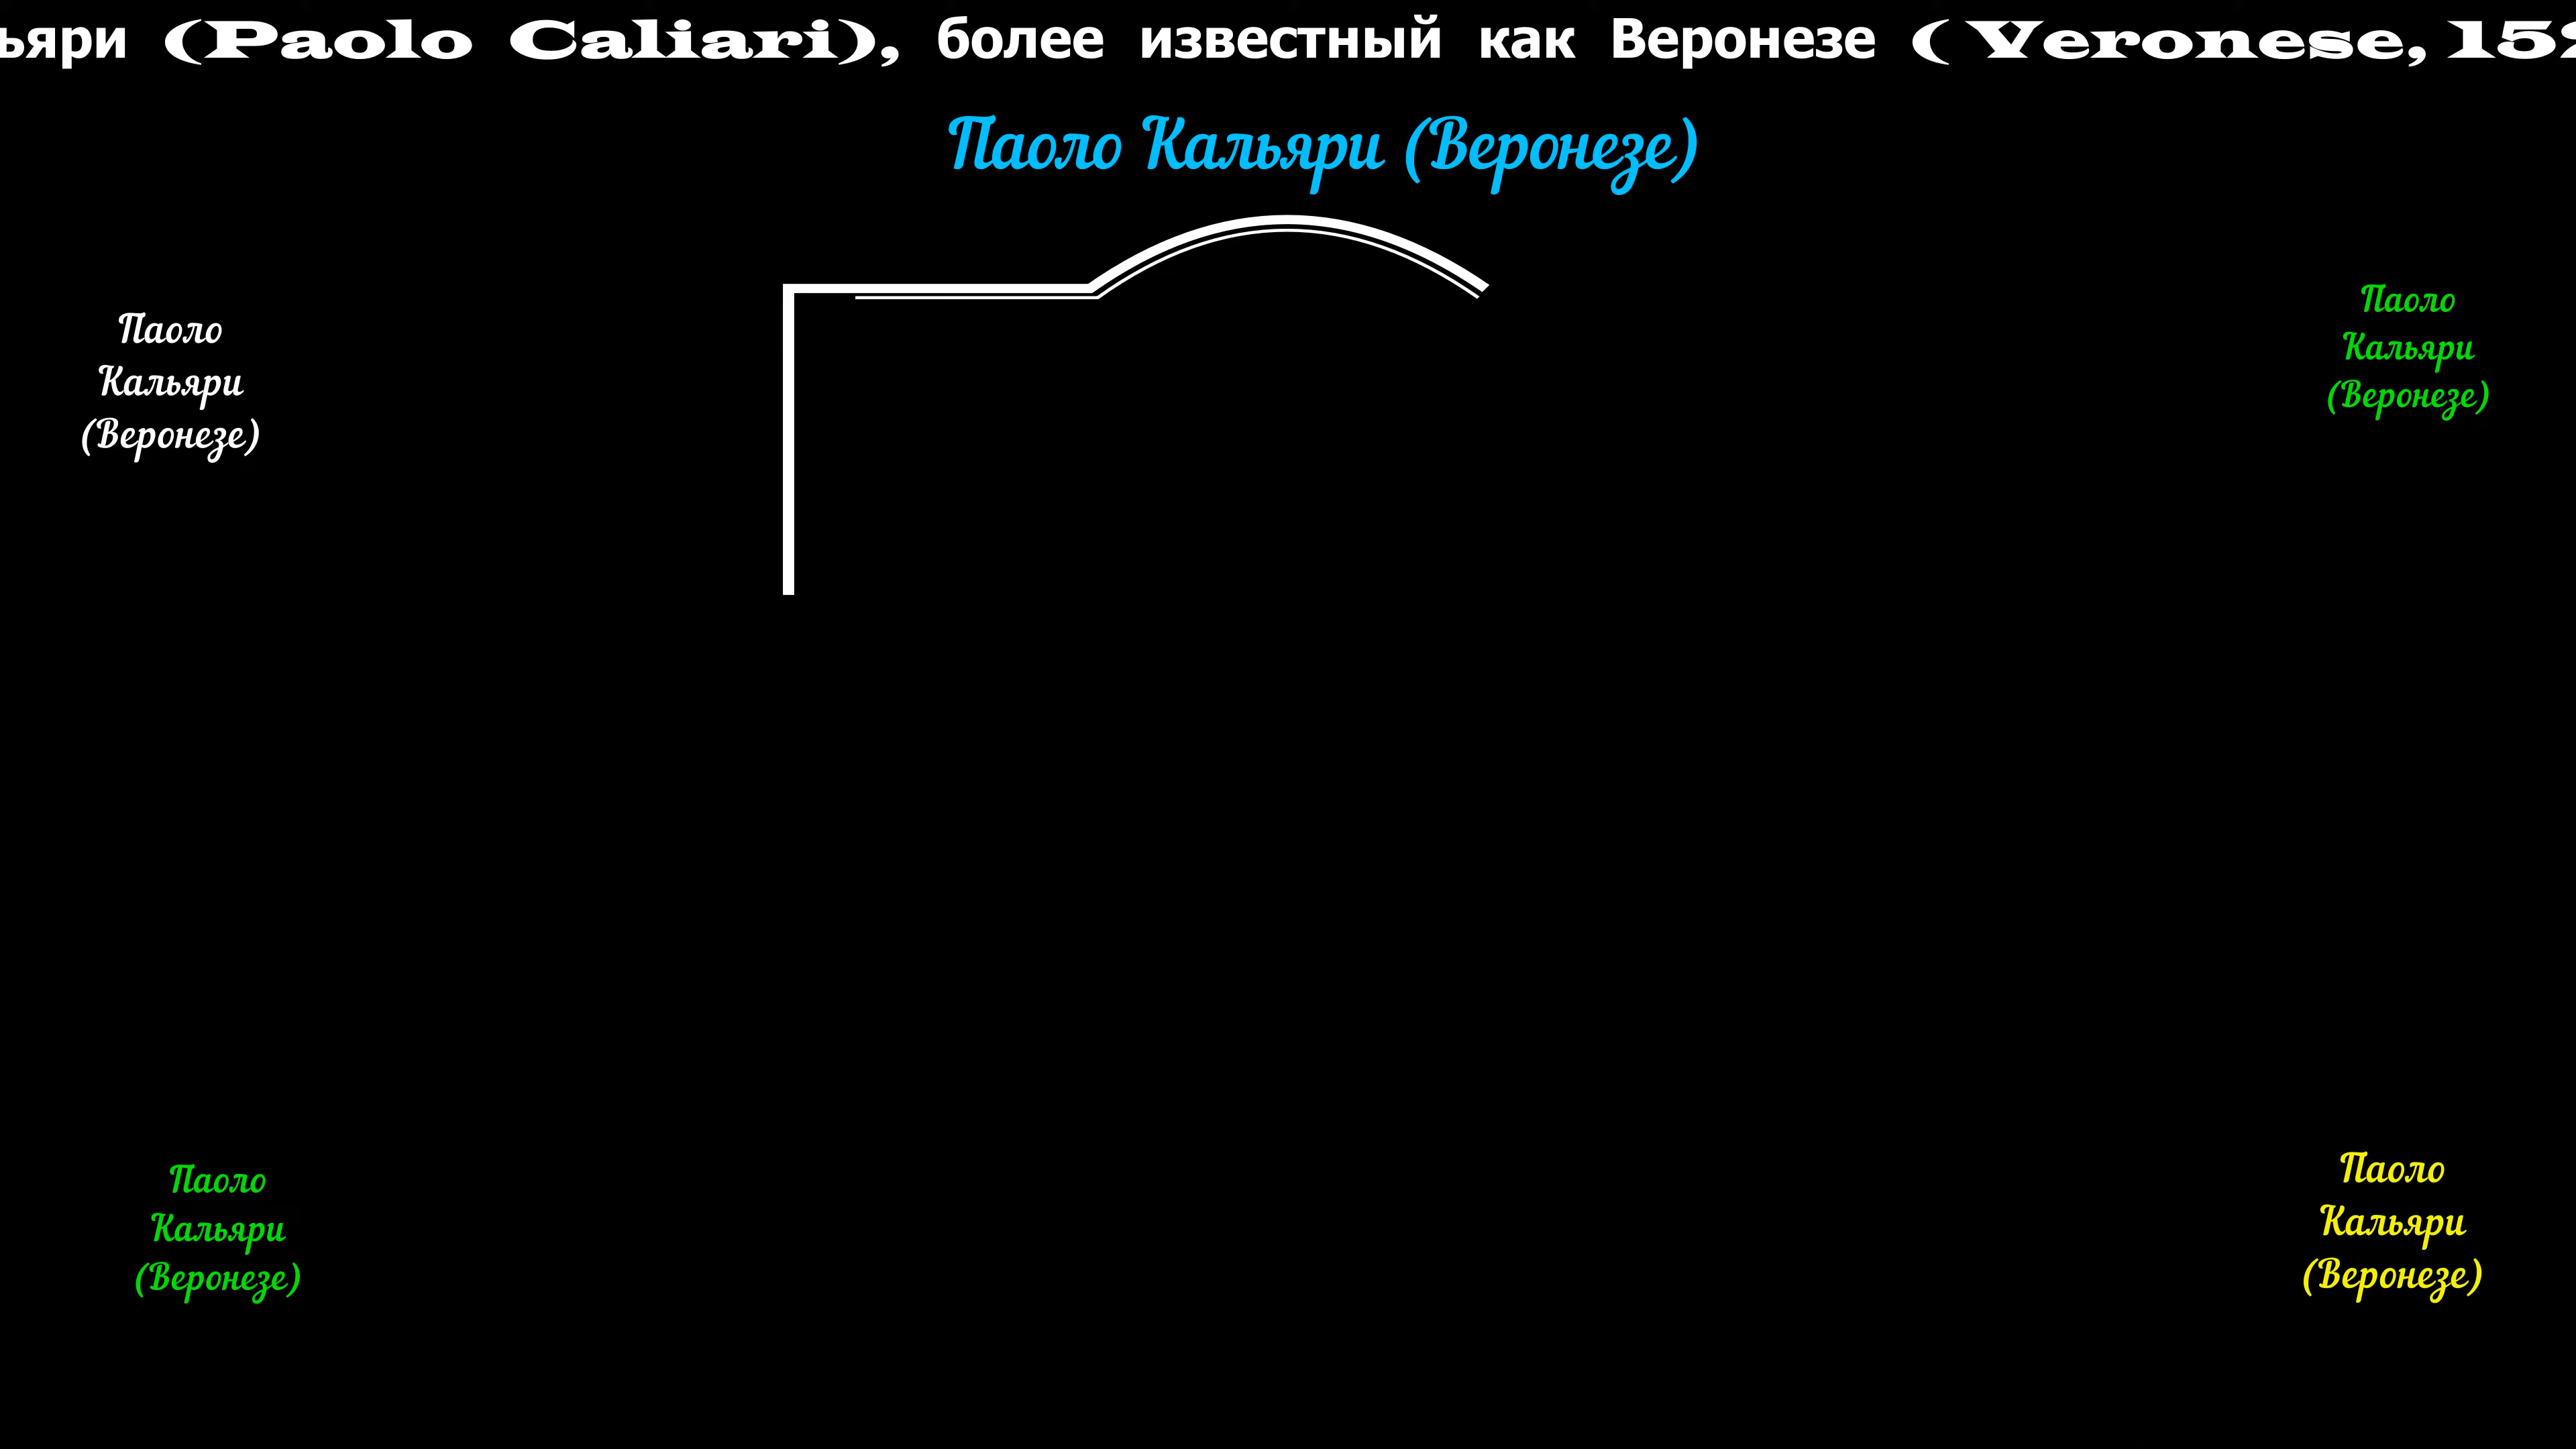 ьяри (Paolo Caliari), более известный как Веронезе ( Veronese, 152
Паоло Кальяри (Веронезе)
Паоло
Кальяри
(Веронезе)
Паоло
Кальяри
(Веронезе)
Паоло
Кальяри
(Веронезе)
Паоло
Кальяри
(Веронезе)